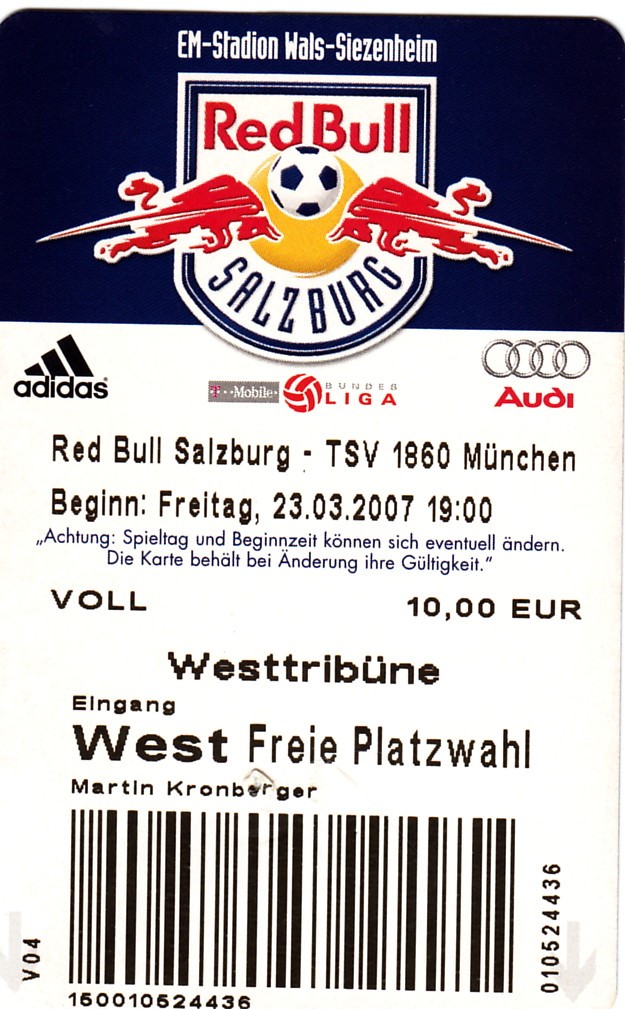 EM-Stadion Wals-Siezenheim
Red Bull
SALZBURG
adidas
T··Mobile·
BUNDES
LIGA
Audi
Red Bull Salzburg - TSV 1860 München
Beginn: Freitag, 23.03.2007 19:00
„Achtung: Spieltag und Beginnzeit können sich eventuell ändern.
Die Karte behält bei Änderung ihre Gültigkeit.“
VOLL 10,00 EUR
Westtribüne
Eingang
West Freie Platzwahl
Martin Kronberger
V04
010524436
150010524436